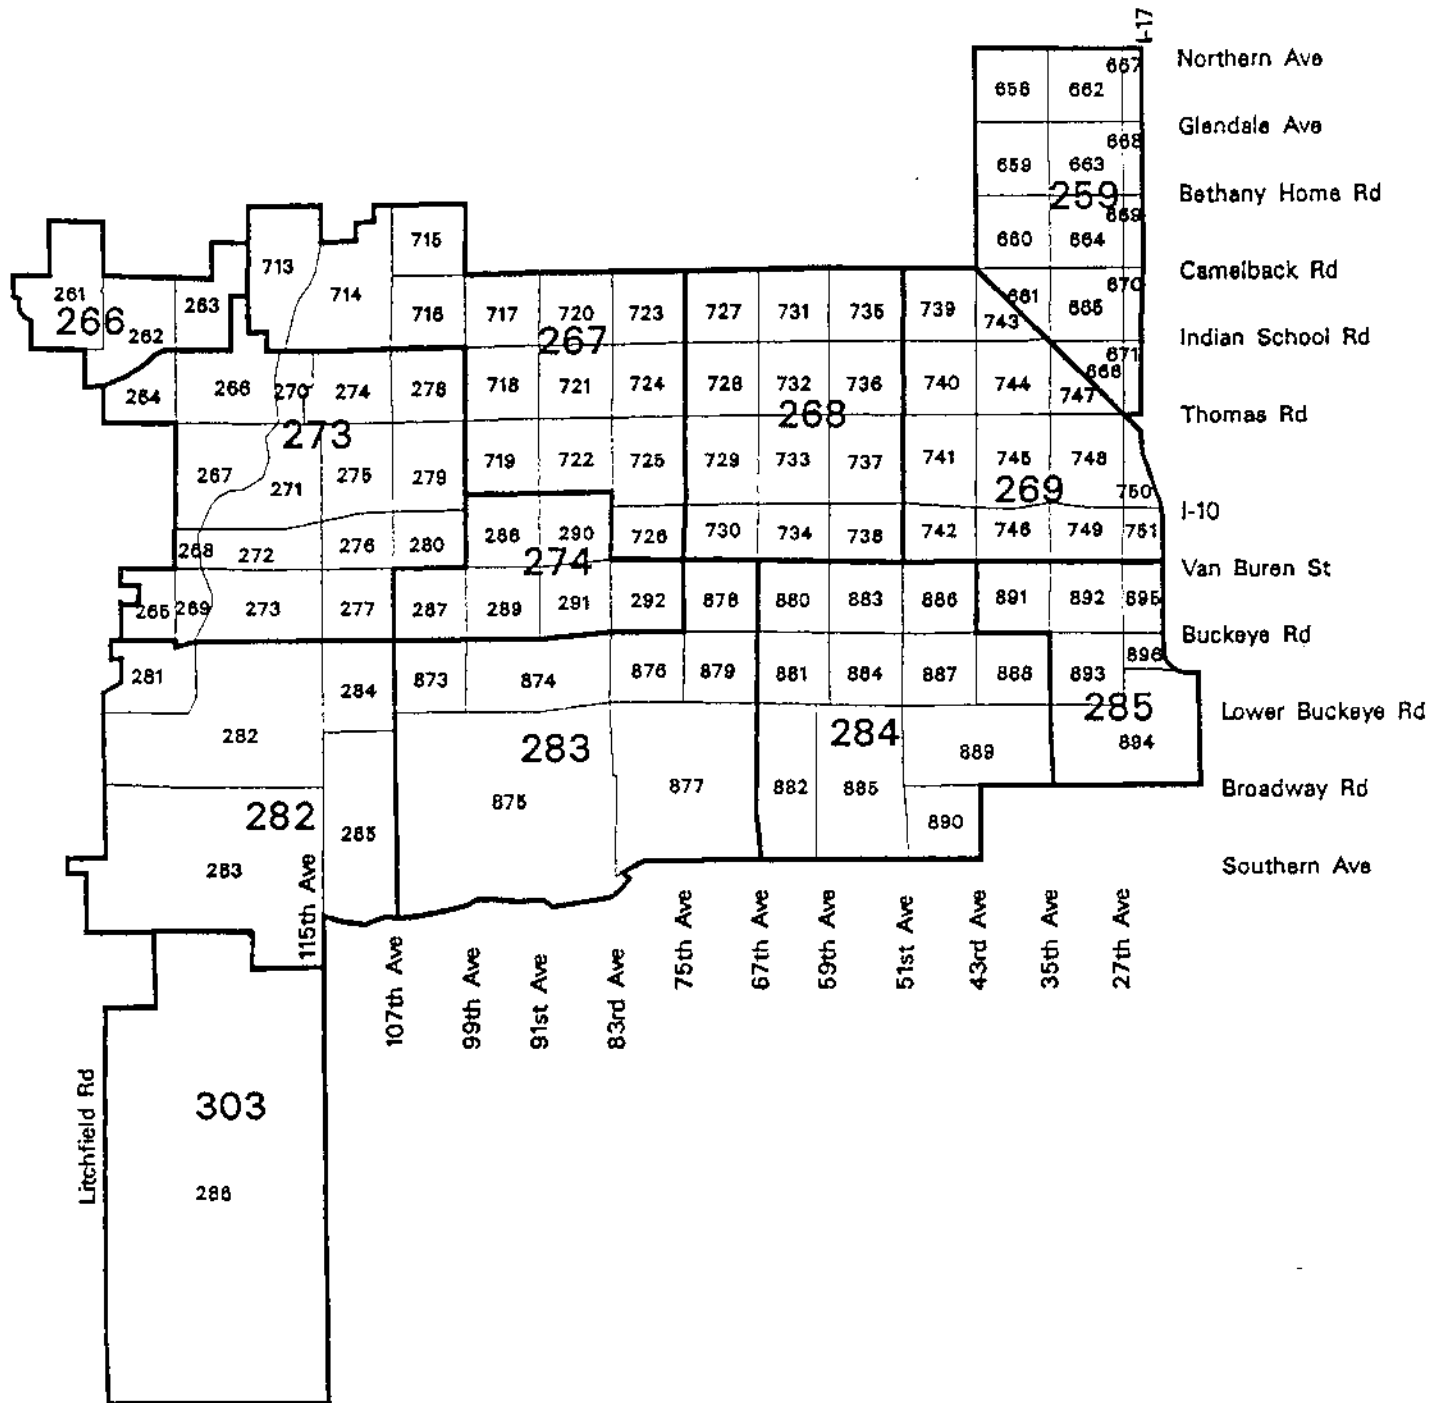 I-17
Northern Ave
667
658 662
Glendale Ave
668
659 663
259
Bethany Home Rd
669
660 664
Camelback Rd
715
713
714
261
266
262
263
716 717 720 723 727 731 735 739
267
661 665 670
743
Indian School Rd
671
666
264 266 270 274 278 718 721 724 728 732 736 740 744 747
273
268
Thomas Rd
267 271 275 279 719 722 725 729 733 737 741 745 748
269
750
I-10
268 272 276 280 286 290 726 730 734 738 742 746 749 751
274
Van Buren St
265 269 273 277 287 289 291 292 878 880 883 886 891 892 895
Buckeye Rd
896
281 284 873 874 876 879 881 884 887 888 893
285
Lower Buckeye Rd
282 283 284 889 894
875 877 882 885
Broadway Rd
282 285 890
283
Southern Ave
115th Ave
107th Ave
99th Ave
91st Ave
83rd Ave
75th Ave
67th Ave
59th Ave
51st Ave
43rd Ave
35th Ave
27th Ave
Litchfield Rd
303
286